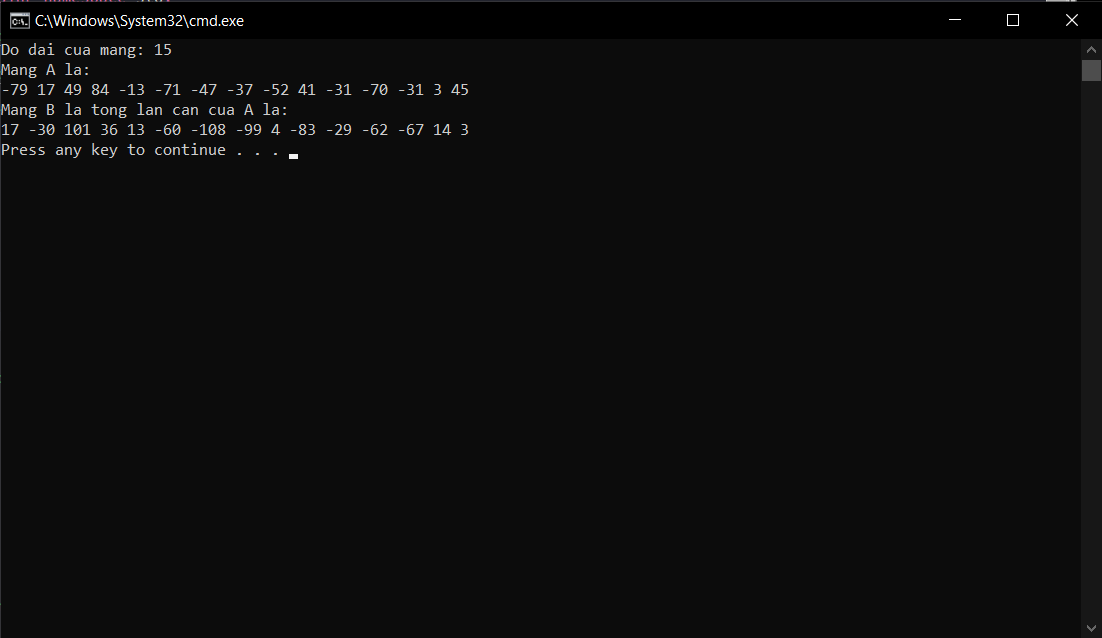 C:\Windows\System32\cmd.exe
Do dai cua mang: 15
Mang A la:
-79 17 49 84 -13 -71 -47 -37 -52 41 -31 -70 -31 3 45
Mang B la tong lan can cua A la:
17 -30 101 36 13 -60 -108 -99 4 -83 -29 -62 -67 14 3
Press any key to continue . . .